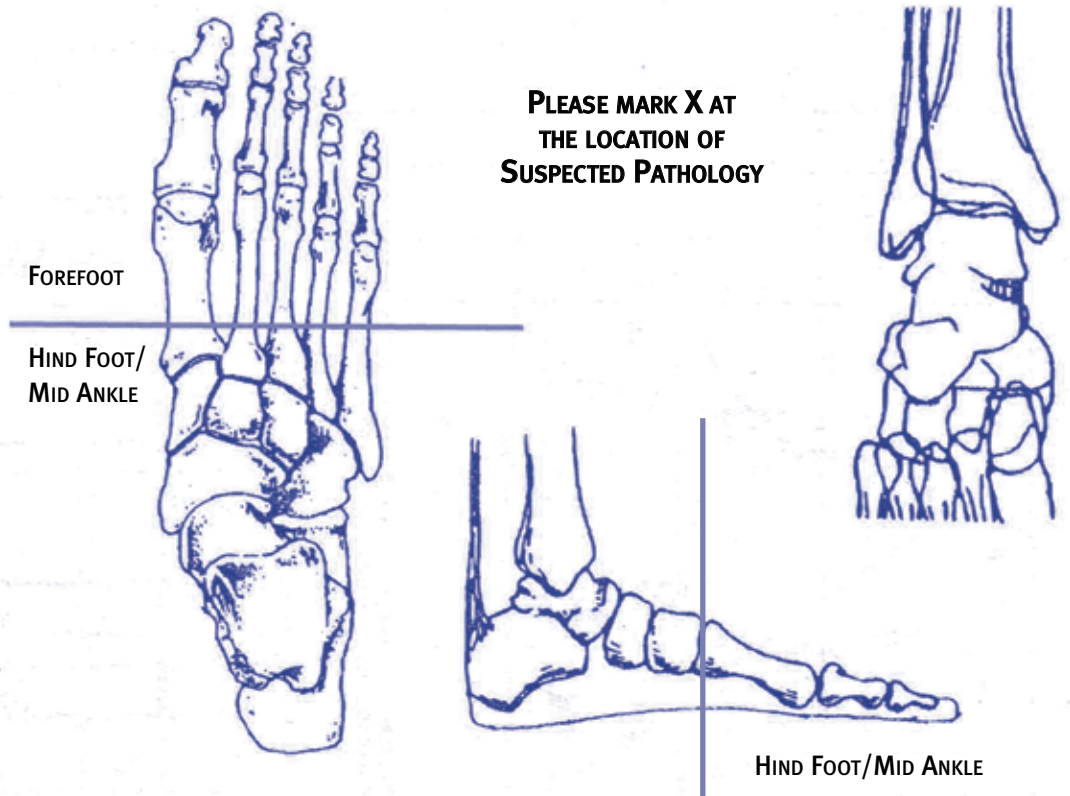 Please mark X at
the location of
Suspected Pathology
Forefoot
Hind Foot/
Mid Ankle
Hind Foot/Mid Ankle